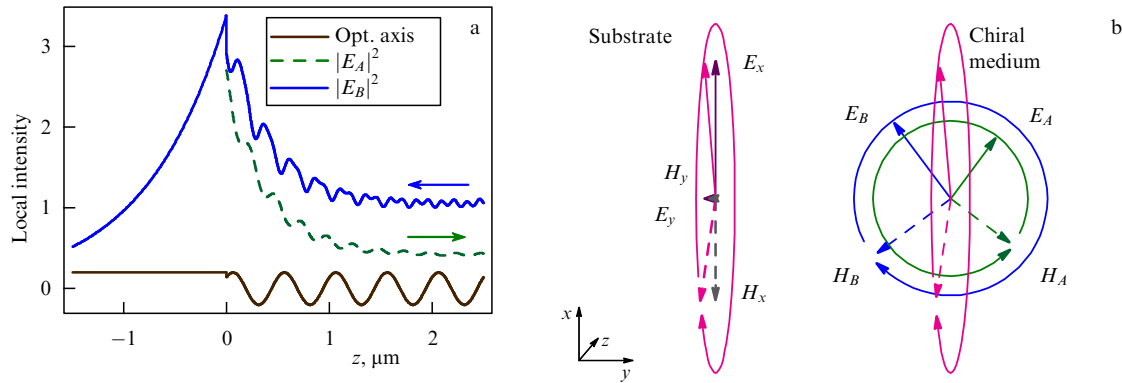 a
Opt. axis
|E_A|^2
|E_B|^2
Local intensity
3
2
1
0
−1
0
1
2
z, μm
b
Substrate
E_x
H_y
E_y
H_x
x
z
y
Chiral
medium
E_B
E_A
H_B
H_A